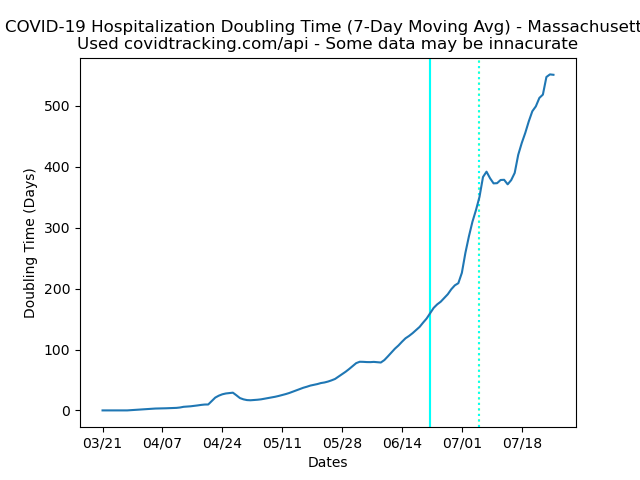 COVID-19 Hospitalization Doubling Time (7-Day Moving Avg) - Massachusett
Used covidtracking.com/api - Some data may be innacurate
500
400
300
200
100
0
Doubling Time (Days)
03/21 04/07 04/24 05/11 05/28 06/14 07/01 07/18
Dates